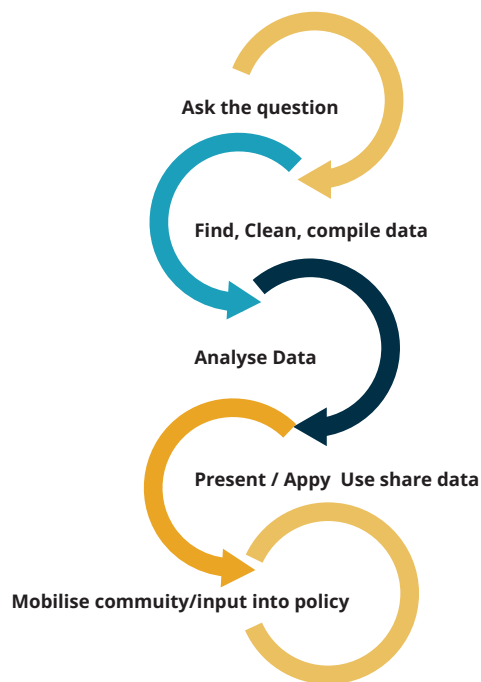 Ask the question
Find, Clean, compile data
Analyse Data
Present / Appy  Use share data
Mobilise commuity/input into policy